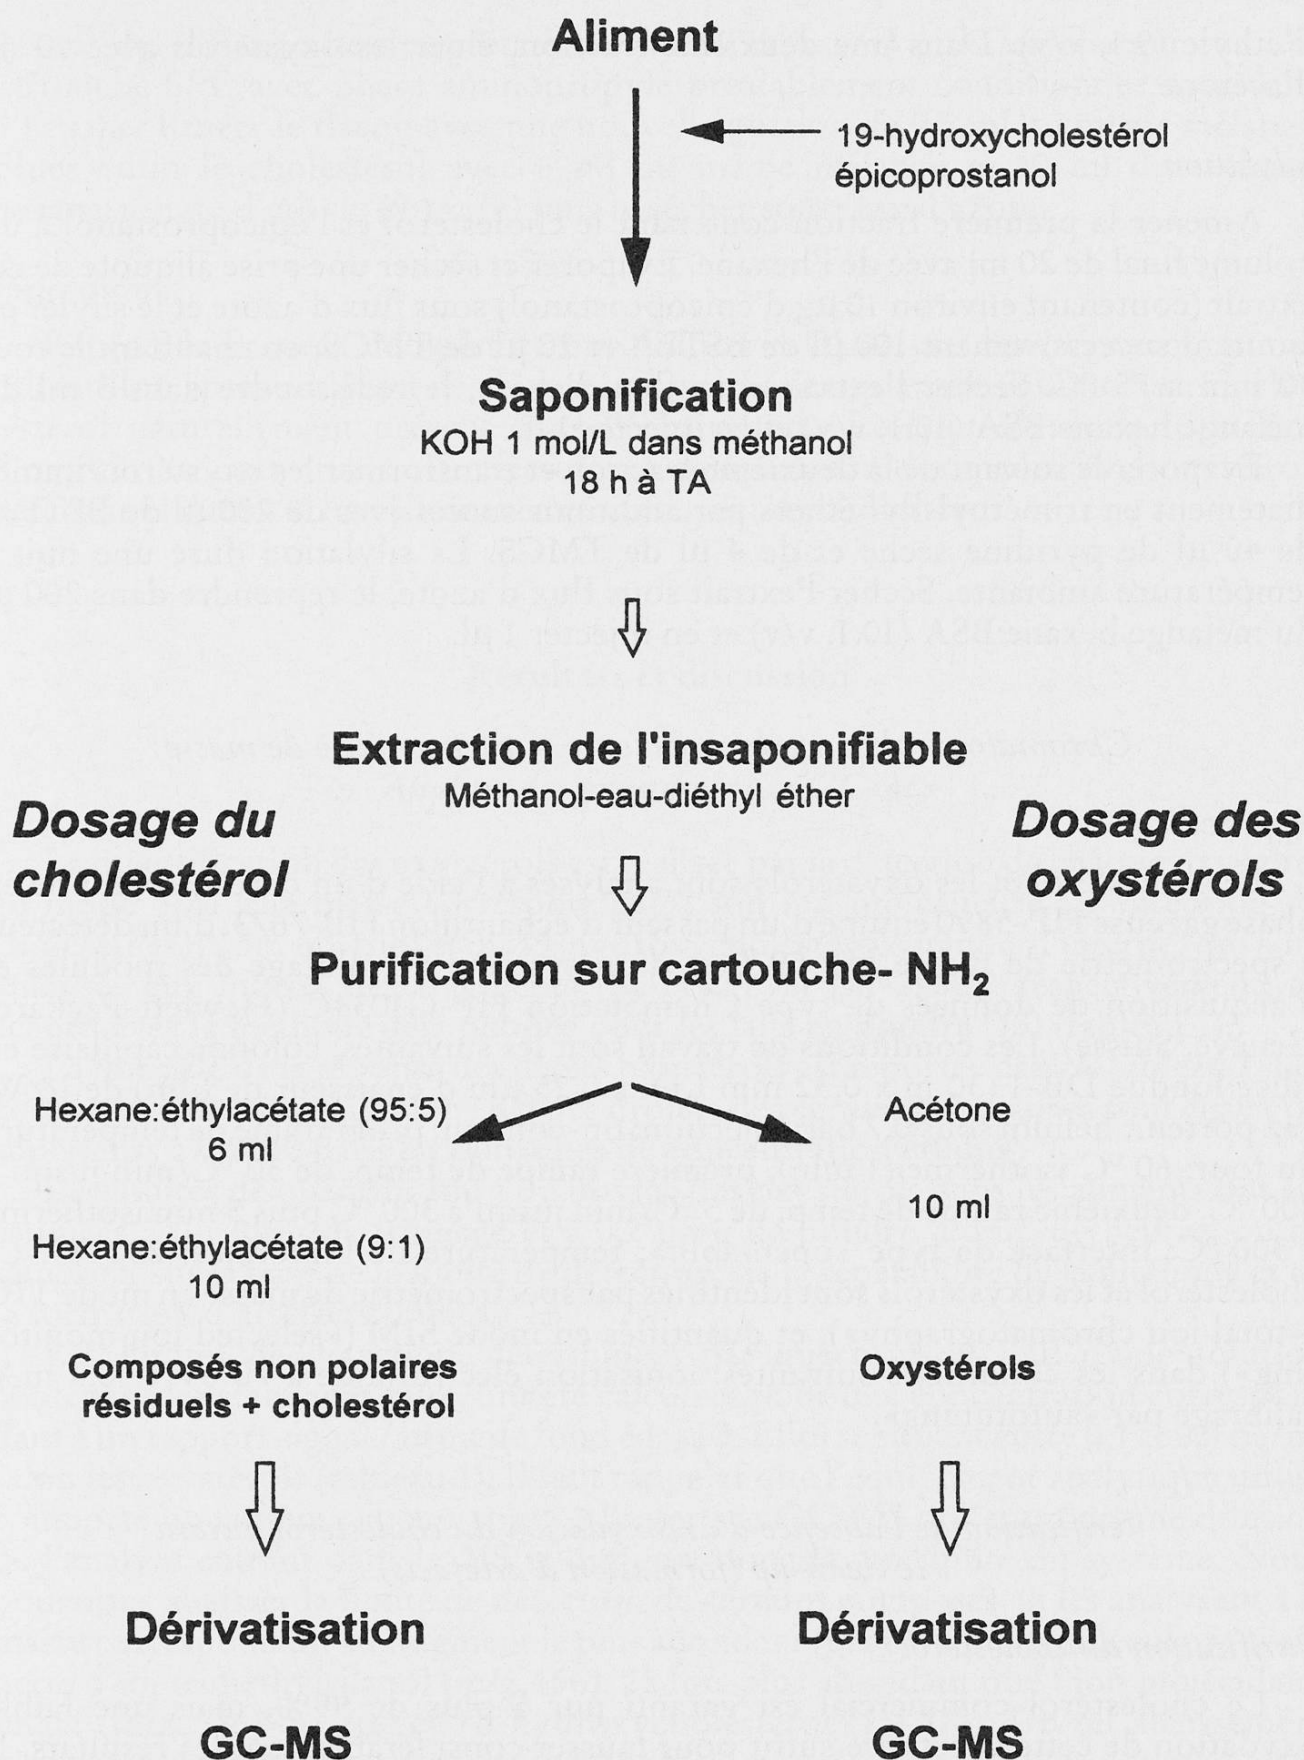 Aliment
19-hydroxycholestérol
épicoprostanol
Saponification
KOH 1 mol/L dans méthanol
18 h à TA
Extraction de l'insaponifiable
Méthanol-eau-diéthyl éther
Dosage du
cholestérol
Dosage des
oxystérols
Purification sur cartouche- NH₂
Hexane:éthylacétate (95:5)
6 ml
Hexane:éthylacétate (9:1)
10 ml
Acétone
10 ml
Composés non polaires
résiduels + cholestérol
Oxystérols
Dérivatisation
Dérivatisation
GC-MS
GC-MS